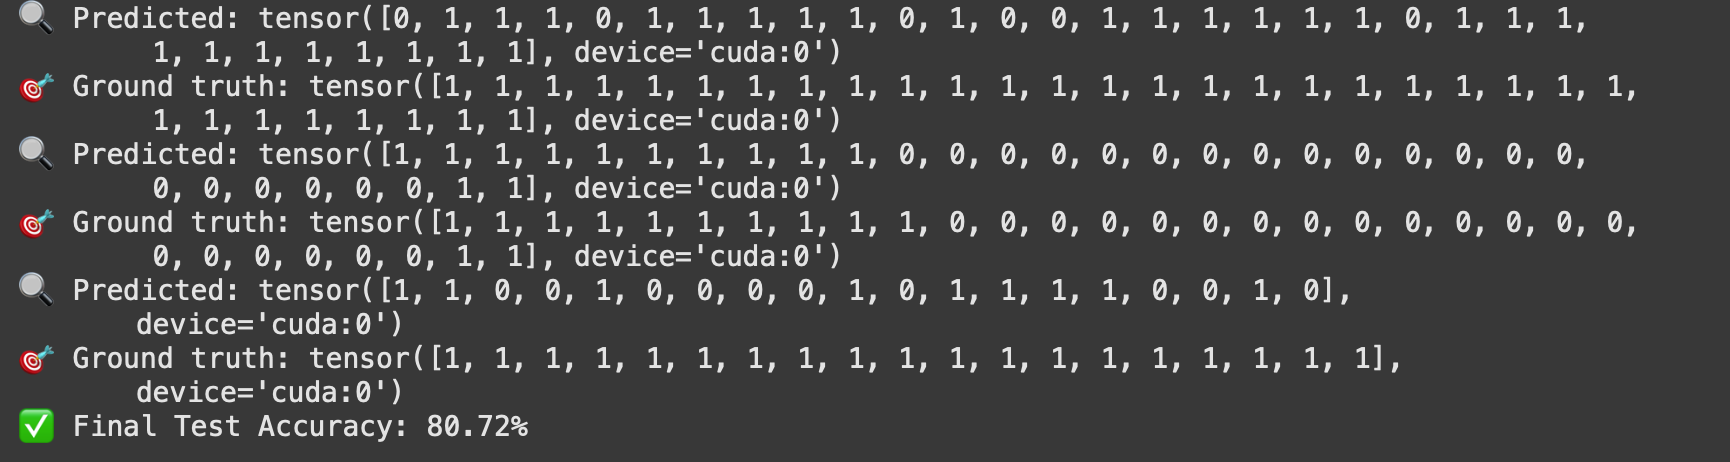 Predicted: tensor([0, 1, 1, 1, 0, 1, 1, 1, 1, 1, 0, 1, 0, 0, 1, 1, 1, 1, 1, 1, 0, 1, 1, 1,
1, 1, 1, 1, 1, 1, 1, 1], device='cuda:0')
Ground truth: tensor([1, 1, 1, 1, 1, 1, 1, 1, 1, 1, 1, 1, 1, 1, 1, 1, 1, 1, 1, 1, 1, 1, 1, 1,
1, 1, 1, 1, 1, 1, 1, 1], device='cuda:0')
Predicted: tensor([1, 1, 1, 1, 1, 1, 1, 1, 1, 1, 0, 0, 0, 0, 0, 0, 0, 0, 0, 0, 0, 0, 0, 0,
0, 0, 0, 0, 0, 0, 1, 1], device='cuda:0')
Ground truth: tensor([1, 1, 1, 1, 1, 1, 1, 1, 1, 1, 0, 0, 0, 0, 0, 0, 0, 0, 0, 0, 0, 0, 0, 0,
0, 0, 0, 0, 0, 0, 1, 1], device='cuda:0')
Predicted: tensor([1, 1, 0, 0, 1, 0, 0, 0, 0, 1, 0, 1, 1, 1, 1, 0, 0, 1, 0],
device='cuda:0')
Ground truth: tensor([1, 1, 1, 1, 1, 1, 1, 1, 1, 1, 1, 1, 1, 1, 1, 1, 1, 1, 1],
device='cuda:0')
Final Test Accuracy: 80.72%